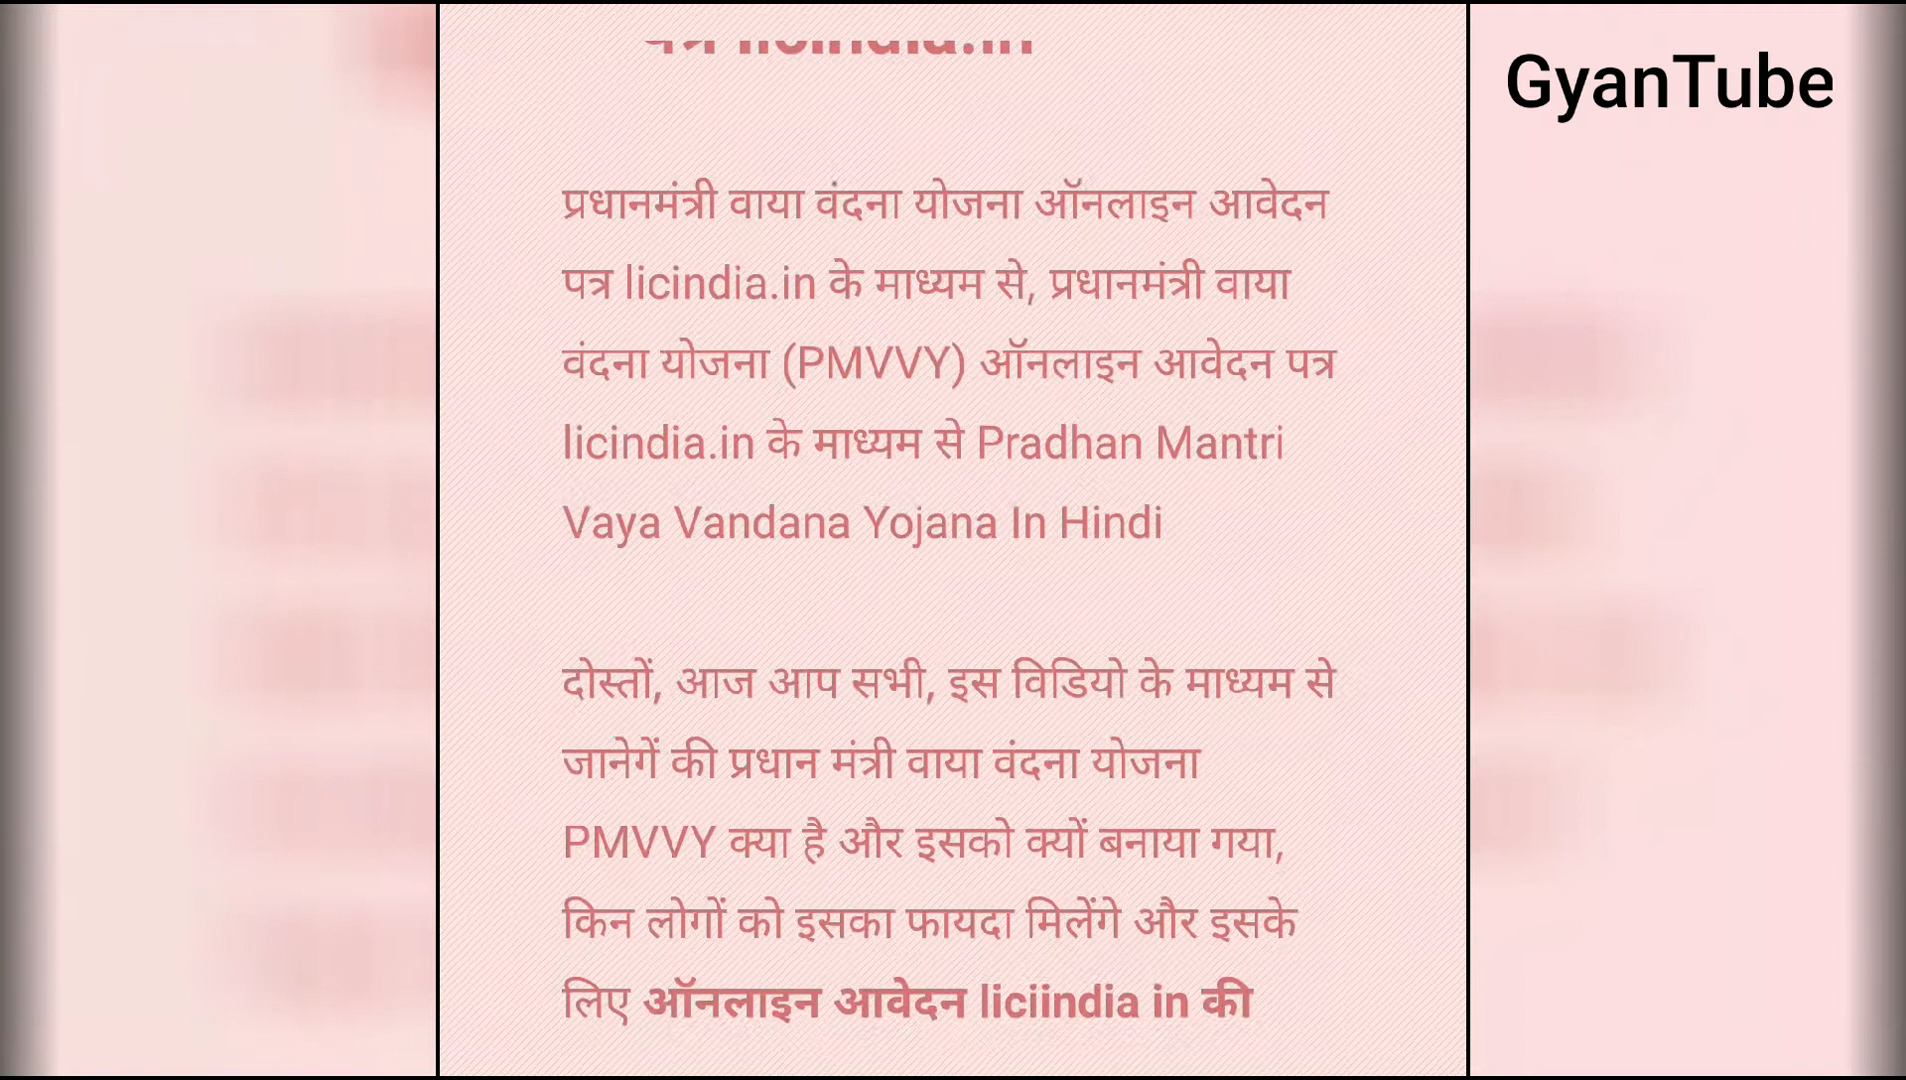 GyanTube
प्रधानमंत्री वाया वंदना योजना ऑनलाइन आवेदन
पत्र licindia.in के माध्यम से, प्रधानमंत्री वाया
वंदना योजना (PMVVY) ऑनलाइन आवेदन पत्र
licindia.in के माध्यम से Pradhan Mantri
Vaya Vandana Yojana In Hindi
दोस्तों, आज आप सभी, इस विडियो के माध्यम से
जानेगें की प्रधान मंत्री वाया वंदना योजना
PMVVY क्या है और इसको क्यों बनाया गया,
किन लोगों को इसका फायदा मिलेंगे और इसके
लिए ऑनलाइन आवेदन liciindia in की